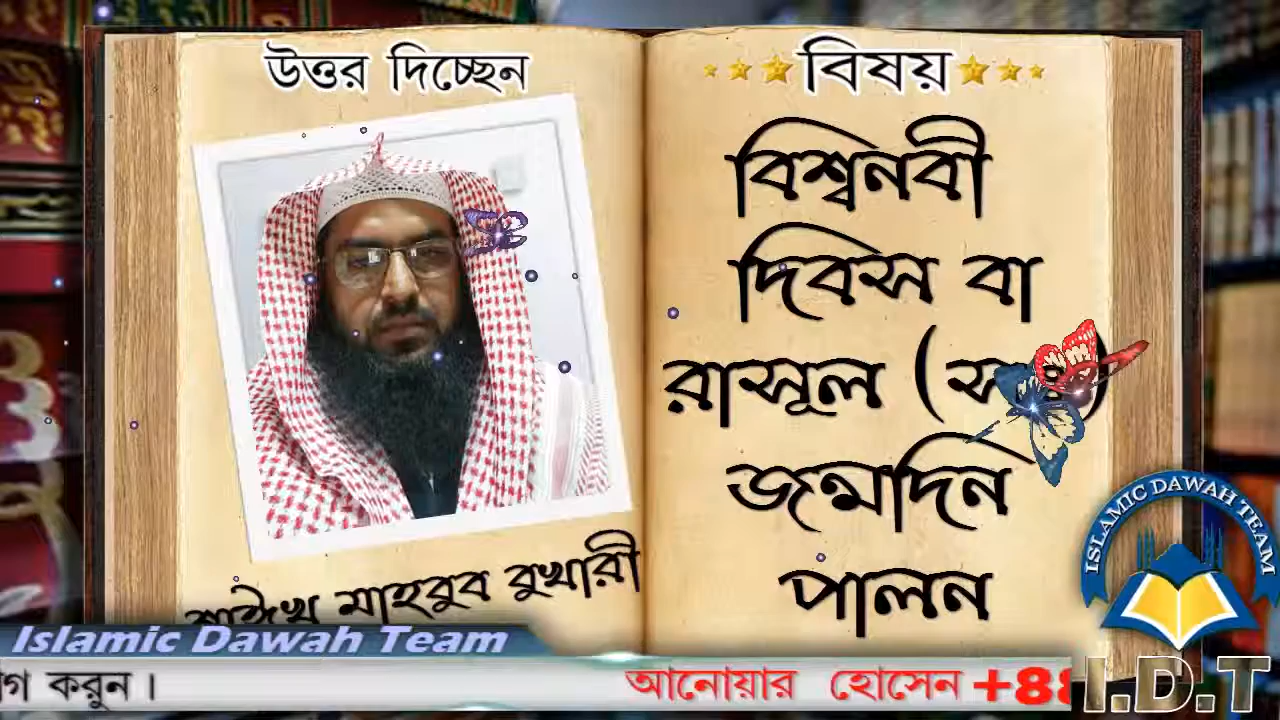 উত্তর দিচ্ছেন
শাইখ মাহবুব বুখারী
বিষয়
বিশ্বনবী
দিবস বা
রাসূল (
জন্মদিন
পালন
ISLAMIC DAWAH TEAM
Islamic Dawah Team
করুন।
আনোয়ার হোসেন +88
I.D.T